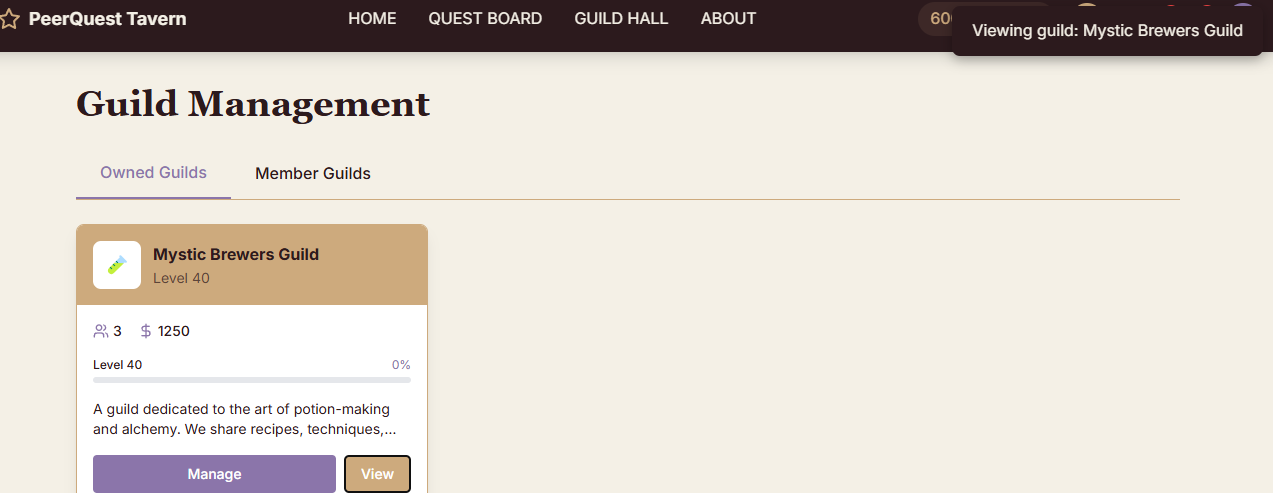 PeerQuest Tavern HOME QUEST BOARD GUILD HALL ABOUT
Viewing guild: Mystic Brewers Guild
Guild Management
Owned Guilds Member Guilds
Mystic Brewers Guild
Level 40
3 $ 1250
Level 40 0%
A guild dedicated to the art of potion-making
and alchemy. We share recipes, techniques,...
Manage View